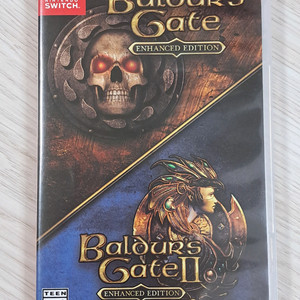 SWITCH.
BALDUR'S
GATE
ENHANCED EDITION
BALDUR'S
GATE II
ENHANCED EDITION
TEEN